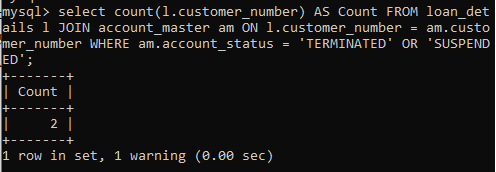 mysql> select count(l.customer_number) AS Count FROM loan_det
ails l JOIN account_master am ON l.customer_number = am.custo
mer_number WHERE am.account_status = 'TERMINATED' OR 'SUSPEND
ED';
+-------+
| Count |
+-------+
|     2 |
+-------+
1 row in set, 1 warning (0.00 sec)